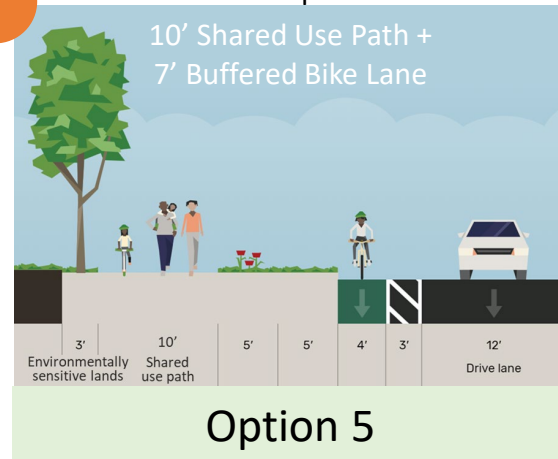 10’ Shared Use Path +
7’ Buffered Bike Lane
3’ 10’ 5’ 5’ 4’ 3’ 12’
Environmentally sensitive lands
Shared use path
Drive lane
Option 5